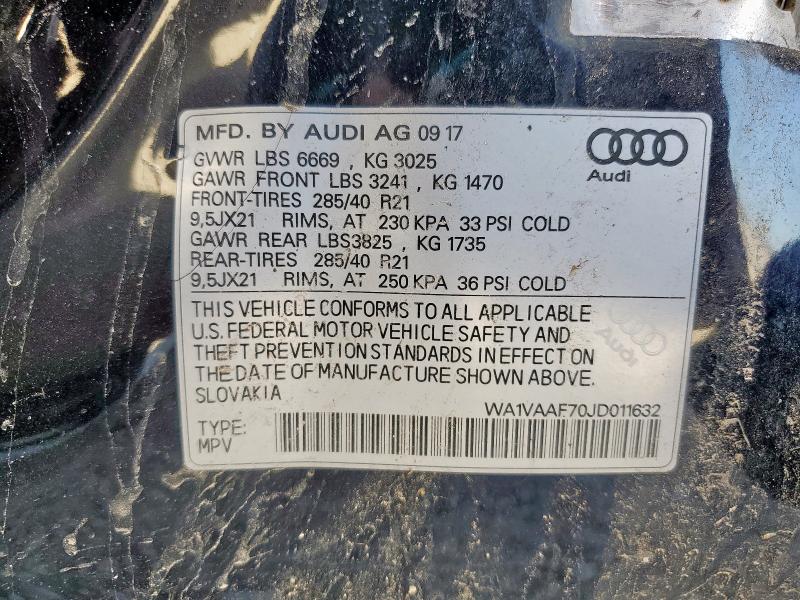 MFD. BY AUDI AG 09 17
GVWR LBS 6669 , KG 3025
GAWR FRONT LBS 3241 , KG 1470
FRONT-TIRES 285/40 R21
9,5JX21 RIMS, AT 230 KPA 33 PSI COLD
GAWR REAR LBS3825 , KG 1735
REAR-TIRES 285/40 R21
9,5JX21 RIMS, AT 250 KPA 36 PSI COLD
Audi
THIS VEHICLE CONFORMS TO ALL APPLICABLE
U.S. FEDERAL MOTOR VEHICLE SAFETY AND
THEFT PREVENTION STANDARDS IN EFFECT ON
THE DATE OF MANUFACTURE SHOWN ABOVE.
SLOVAKIA
Audi
WA1VAAF70JD011632
TYPE:
MPV